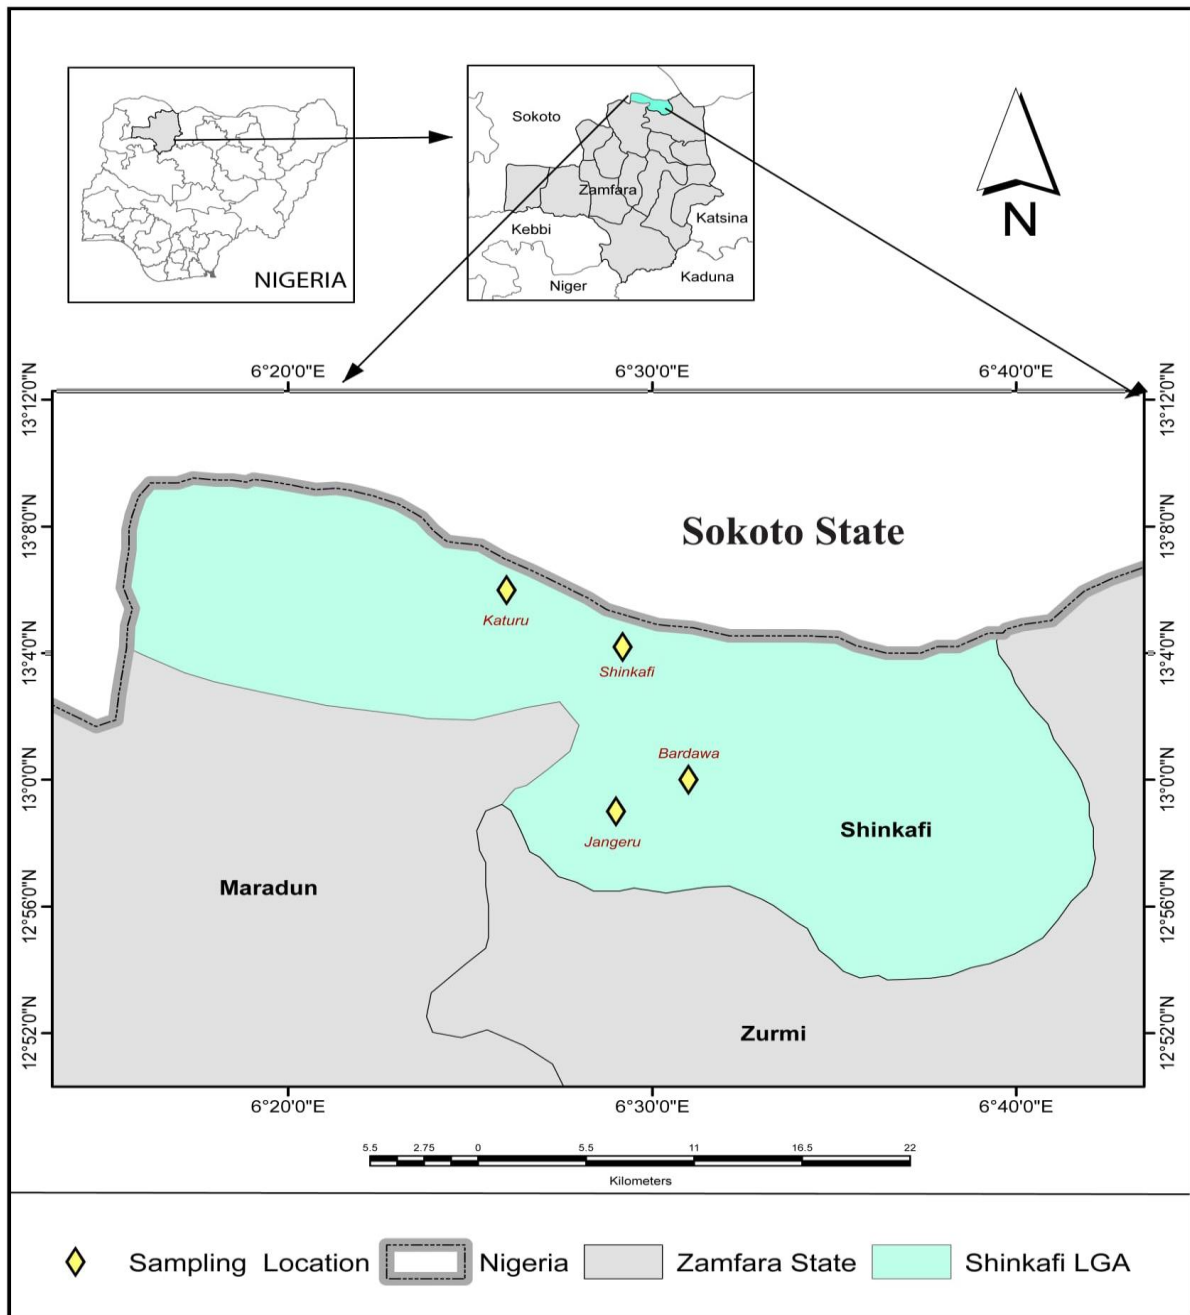 NIGERIA
Sokoto
Zamfara
Katsina
Kebbi
Kaduna
Niger
N
6°20'0"E 6°30'0"E 6°40'0"E
13°12'0"N 13°12'0"N
13°8'0"N 13°8'0"N
Sokoto State
Katuru
13°4'0"N 13°4'0"N
Shinkafi
Bardawa
13°0'0"N 13°0'0"N
Shinkafi
Jangeru
Maradun
12°56'0"N 12°56'0"N
Zurmi
12°52'0"N 12°52'0"N
6°20'0"E 6°30'0"E 6°40'0"E
5.5 2.75 0 5.5 11 16.5 22
Kilometers
Sampling Location Nigeria Zamfara State Shinkafi LGA